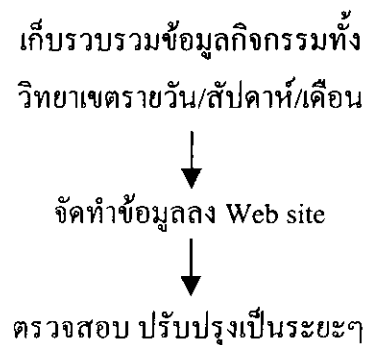 เก็บรวบรวมข้อมูลกิจกรรมทั้ง
วิทยาเขตรายวัน/สัปดาห์/เดือน
จัดทำข้อมูลลง Web site
ตรวจสอบ ปรับปรุงเป็นระยะๆ